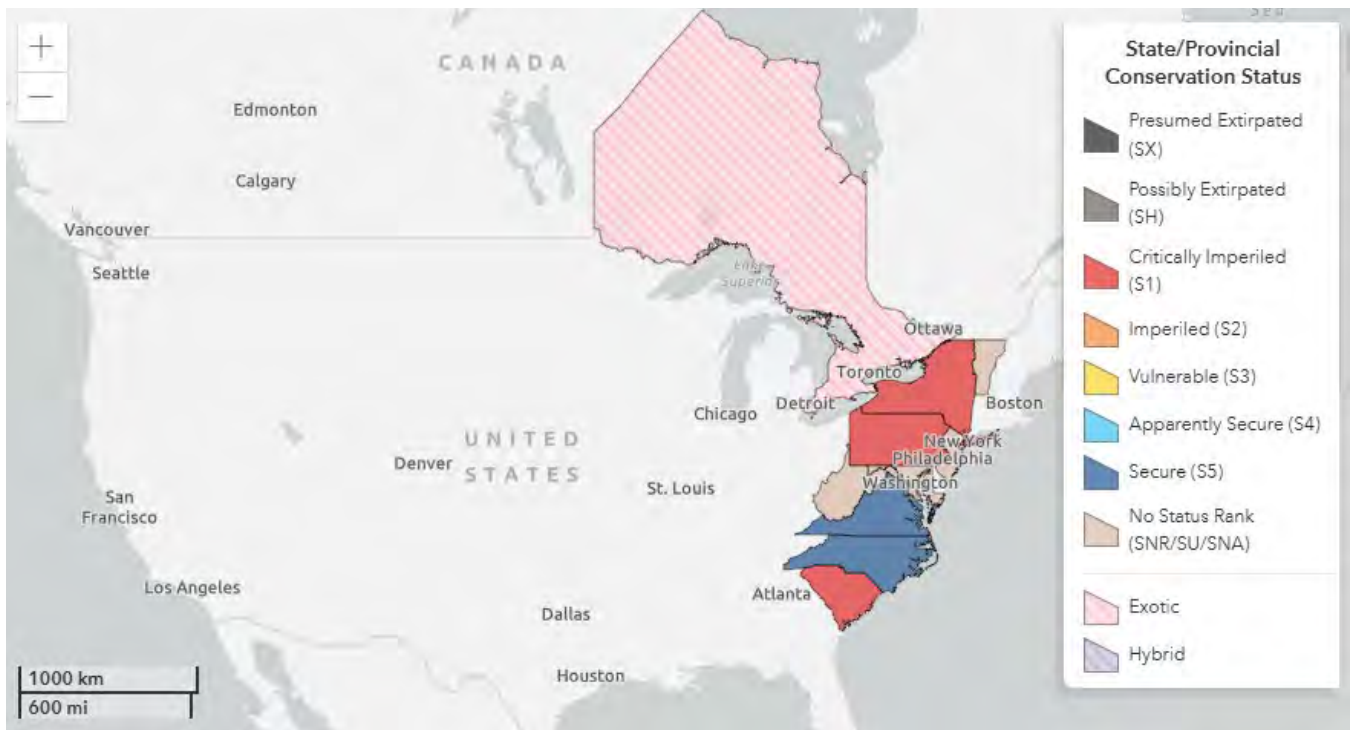 Sea
+
−
CANADA
Edmonton
Calgary
Vancouver
Seattle
Lake
Superior
Ottawa
Toronto
Detroit
Boston
Chicago
New York
UNITED
STATES
Philadelphia
Denver
Washington
St. Louis
San
Francisco
Los Angeles
Atlanta
Dallas
Houston
1000 km
600 mi
State/Provincial
Conservation Status
Presumed Extirpated
(SX)
Possibly Extirpated
(SH)
Critically Imperiled
(S1)
Imperiled (S2)
Vulnerable (S3)
Apparently Secure (S4)
Secure (S5)
No Status Rank
(SNR/SU/SNA)
Exotic
Hybrid